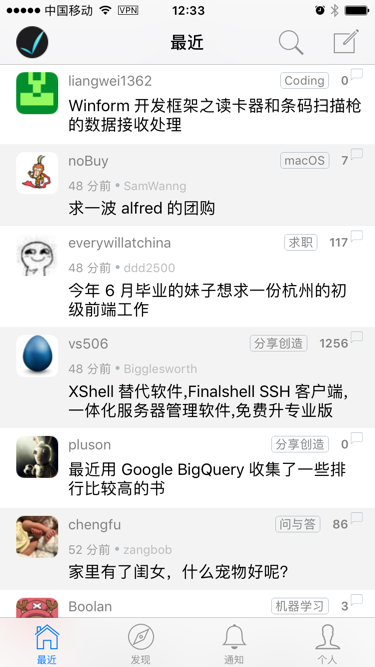 中国移动 VPN 12:33
最近
liangwei1362 Coding 0
Winform 开发框架之读卡器和条码扫描枪
的数据接收处理
noBuy macOS 7
48 分前 • SamWanng
求一波 alfred 的团购
everywillatchina 求职 117
48 分前 • ddd2500
今年 6 月毕业的妹子想求一份杭州的初
级前端工作
vs506 分享创造 1256
48 分前 • Bigglesworth
XShell 替代软件,Finalshell SSH 客户端,
一体化服务器管理软件,免费升专业版
pluson 分享创造 0
最近用 Google BigQuery 收集了一些排
行比较高的书
chengfu 问与答 86
52 分前 • zangbob
家里有了闺女，什么宠物好呢?
Boolan 机器学习 3
最近 发现 通知 个人